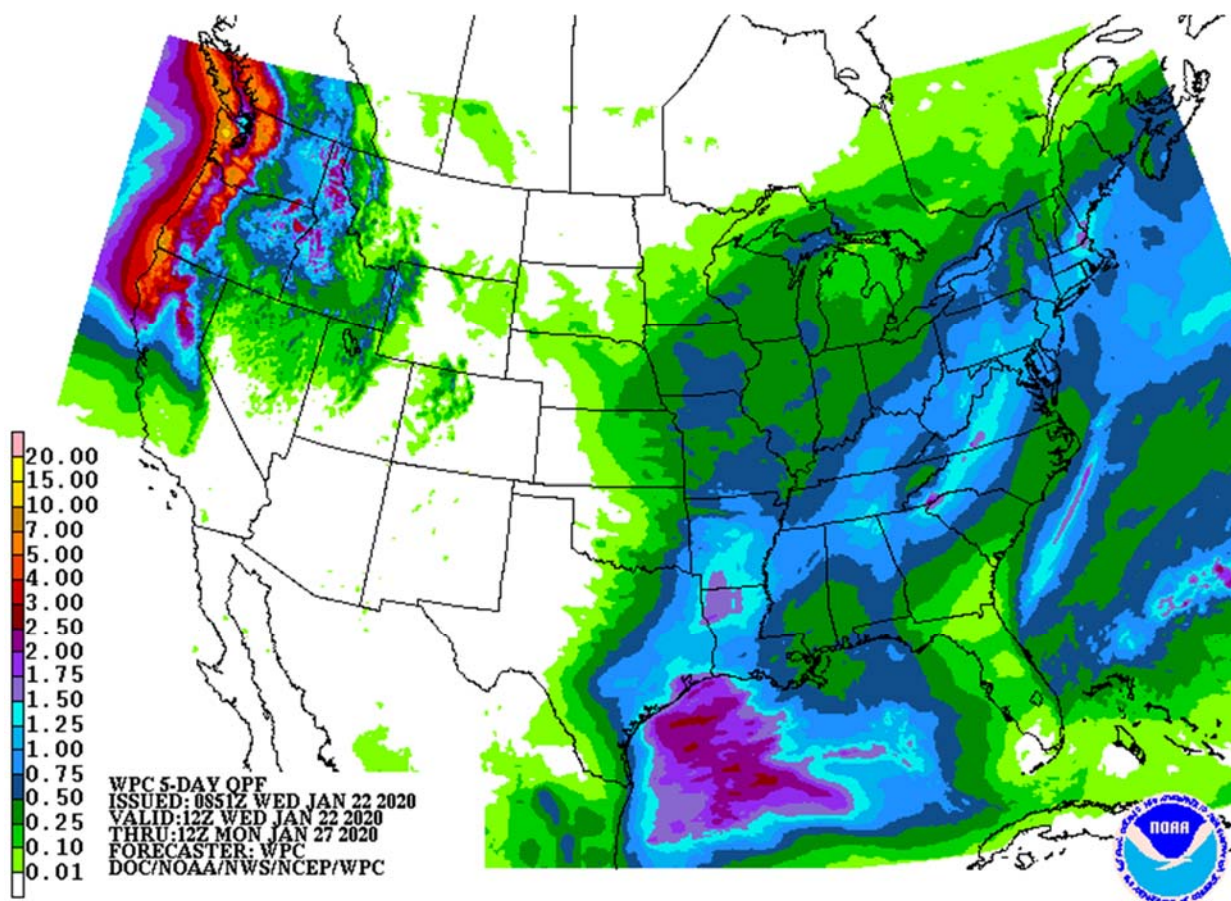 20.00
15.00
10.00
7.00
5.00
4.00
3.00
2.50
2.00
1.75
1.50
1.25
1.00
0.75
0.50
0.25
0.10
0.01
WPC 5-DAY QPF
ISSUED: 0851Z WED JAN 22 2020
VALID:12Z WED JAN 22 2020
THRU:12Z MON JAN 27 2020
FORECASTER: WPC
DOC/NOAA/NWS/NCEP/WPC
NOAA